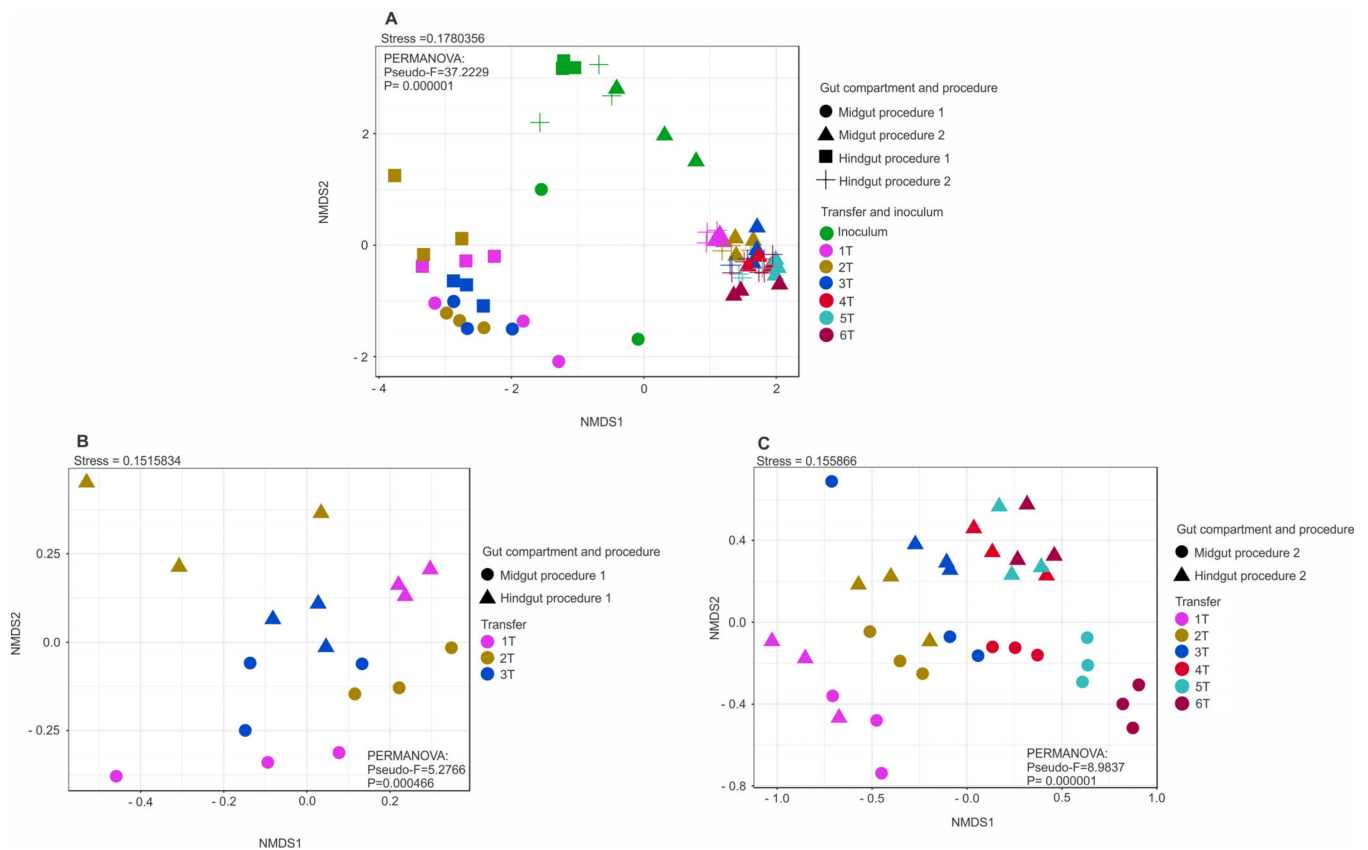 A
Stress =0.1780356
PERMANOVA:
Pseudo-F=37.2229
P= 0.000001
2
0
- 2
- 4
- 2
0
2
NMDS2
NMDS1
Gut compartment and procedure
Midgut procedure 1
Midgut procedure 2
Hindgut procedure 1
Hindgut procedure 2
Transfer and inoculum
Inoculum
1T
2T
3T
4T
5T
6T
B
Stress = 0.1515834
0.25
0.0
- 0.25
- 0.4
- 0.2
0.0
0.2
NMDS2
NMDS1
PERMANOVA:
Pseudo-F=5.2766
P=0.000466
Gut compartment and procedure
Midgut procedure 1
Hindgut procedure 1
Transfer
1T
2T
3T
C
Stress = 0.155866
0.4
0.0
- 0.4
- 0.8
- 1.0
- 0.5
- 0.0
0.5
1.0
NMDS2
NMDS1
PERMANOVA:
Pseudo-F=8.9837
P= 0.000001
Gut compartment and procedure
Midgut procedure 2
Hindgut procedure 2
Transfer
1T
2T
3T
4T
5T
6T